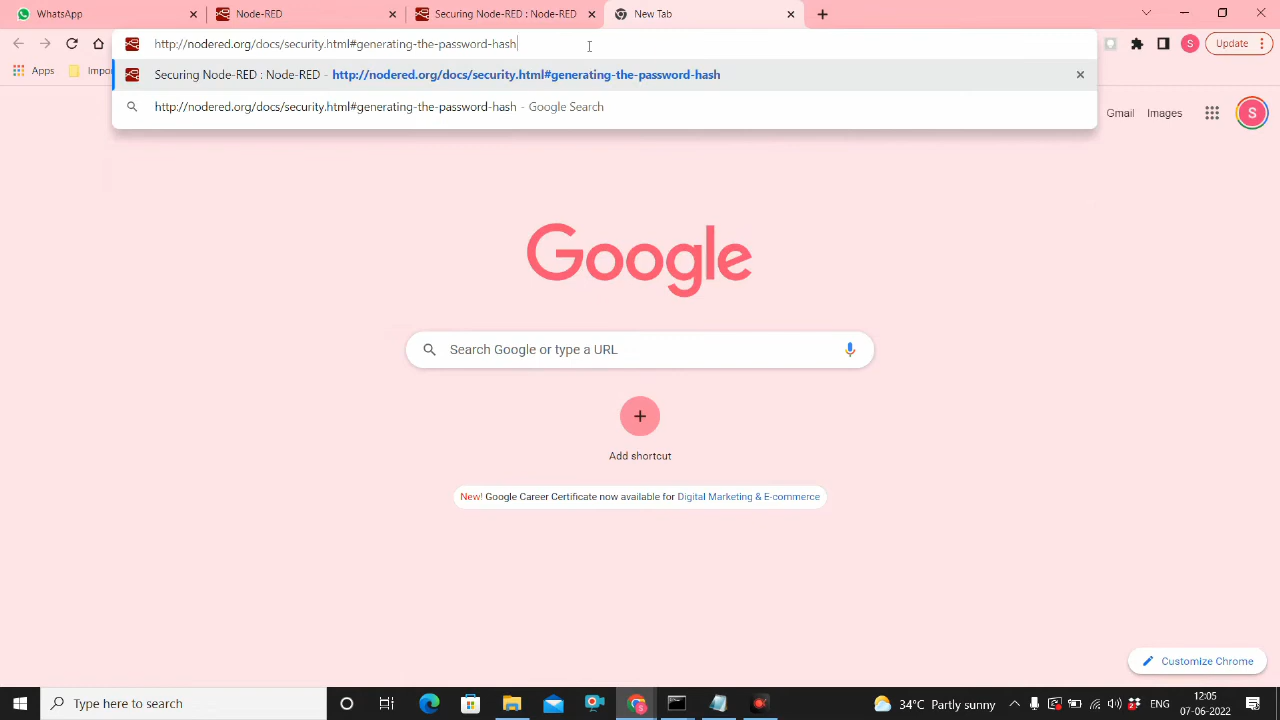 WhatsApp
Node-RED
Securing Node-RED : Node-RED
New Tab
http://nodered.org/docs/security.html#generating-the-password-hash
S
Update
Apps
Impo
Securing Node-RED : Node-RED - http://nodered.org/docs/security.html#generating-the-password-hash
http://nodered.org/docs/security.html#generating-the-password-hash - Google Search
Gmail
Images
S
Google
Search Google or type a URL
Add shortcut
New! Google Career Certificate now available for Digital Marketing & E-commerce
Customize Chrome
Type here to search
34°C Partly sunny
ENG
12:05
07-06-2022